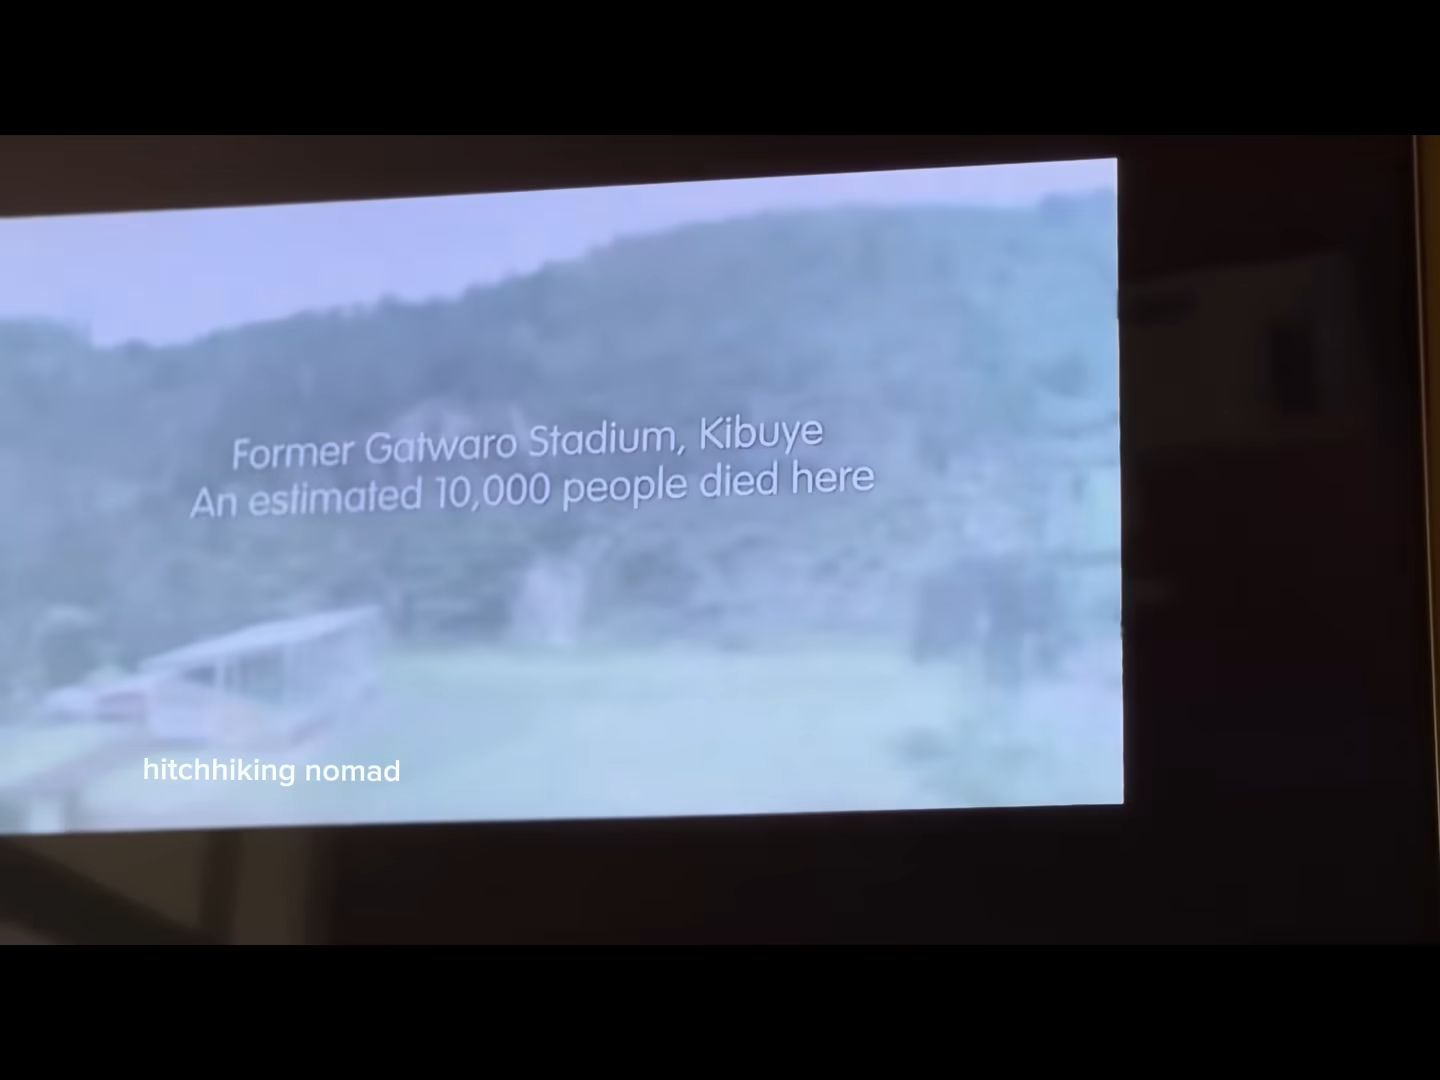 Former Gatwaro Stadium, Kibuye
An estimated 10,000 people died here
hitchhiking nomad